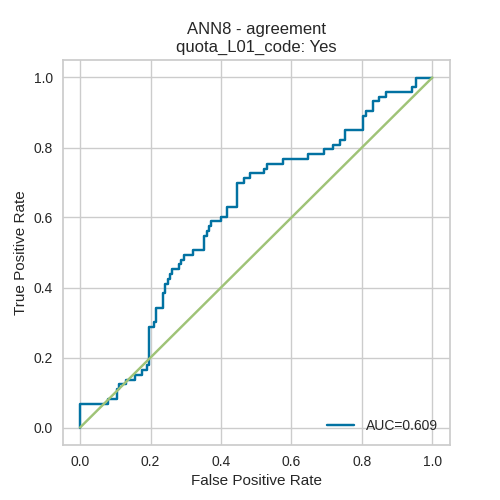 ANN8 - agreement
quota_L01_code: Yes
True Positive Rate
1.0
0.8
0.6
0.4
0.2
0.0
AUC=0.609
0.0 0.2 0.4 0.6 0.8 1.0
False Positive Rate